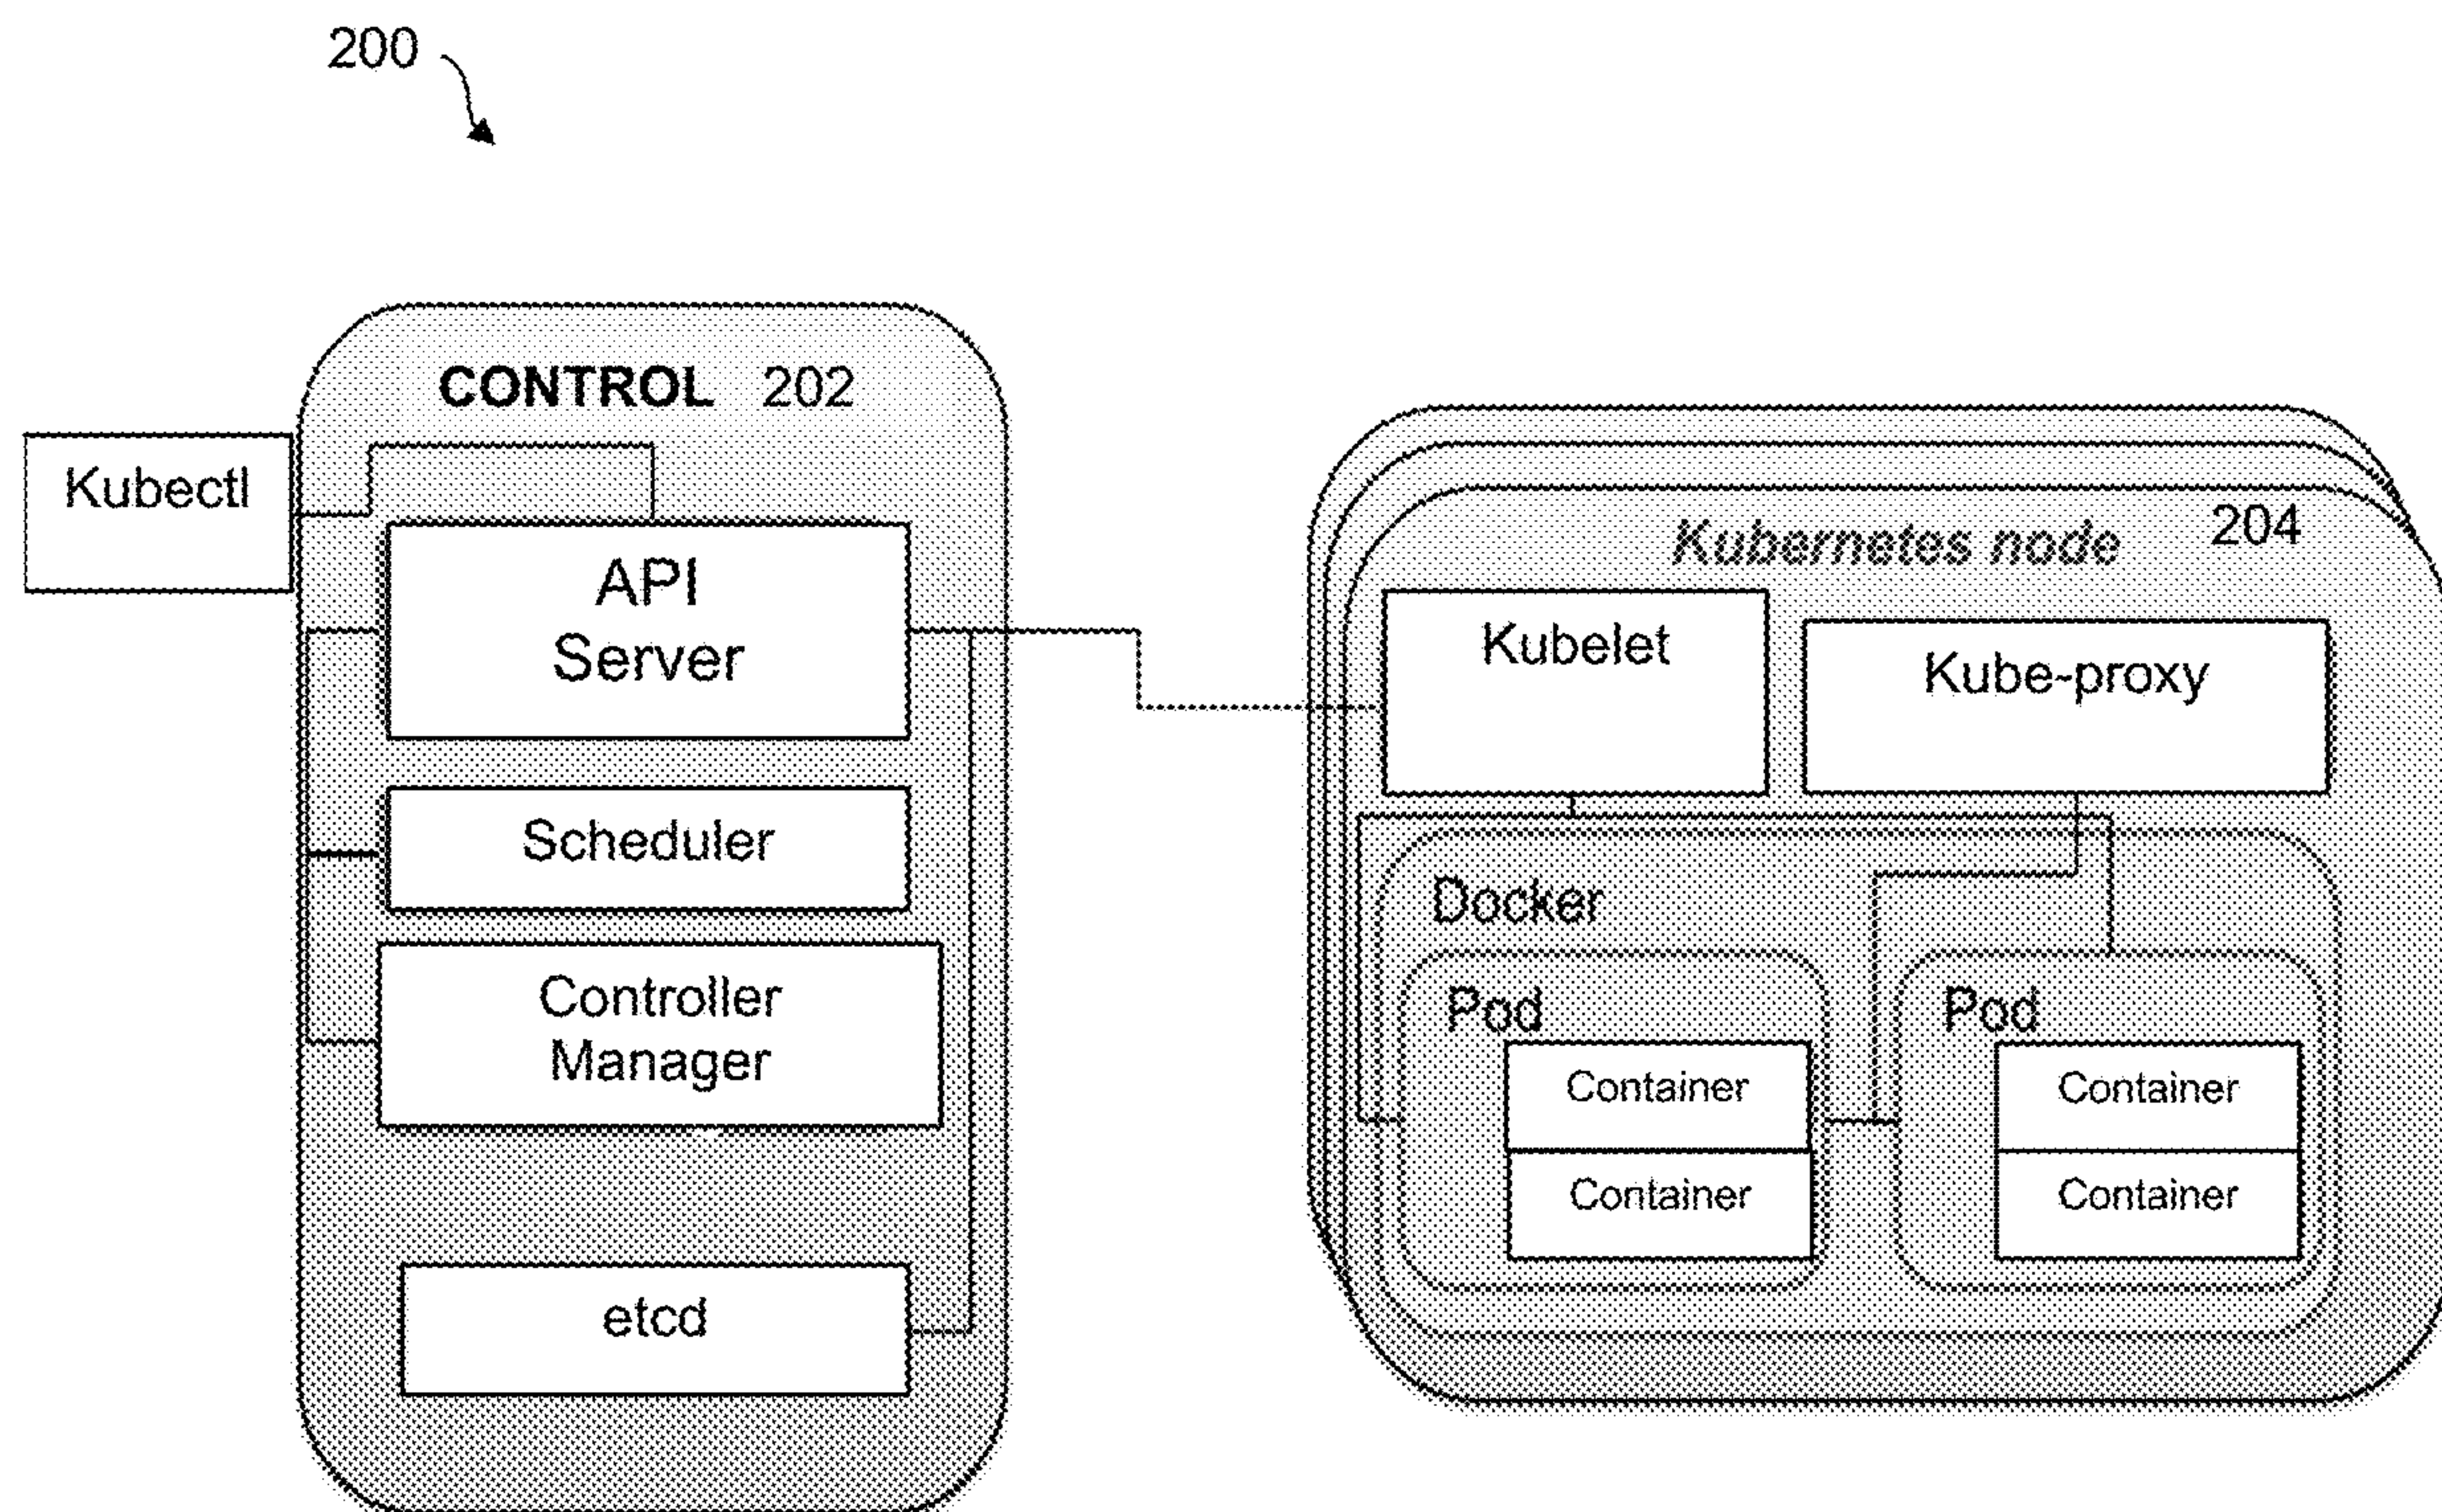 200
CONTROL 202
Kubectl
API
Server
Scheduler
Controller
Manager
etcd
Kubernetes node 204
Kubelet
Kube-proxy
Docker
Pod
Container
Container
Pod
Container
Container